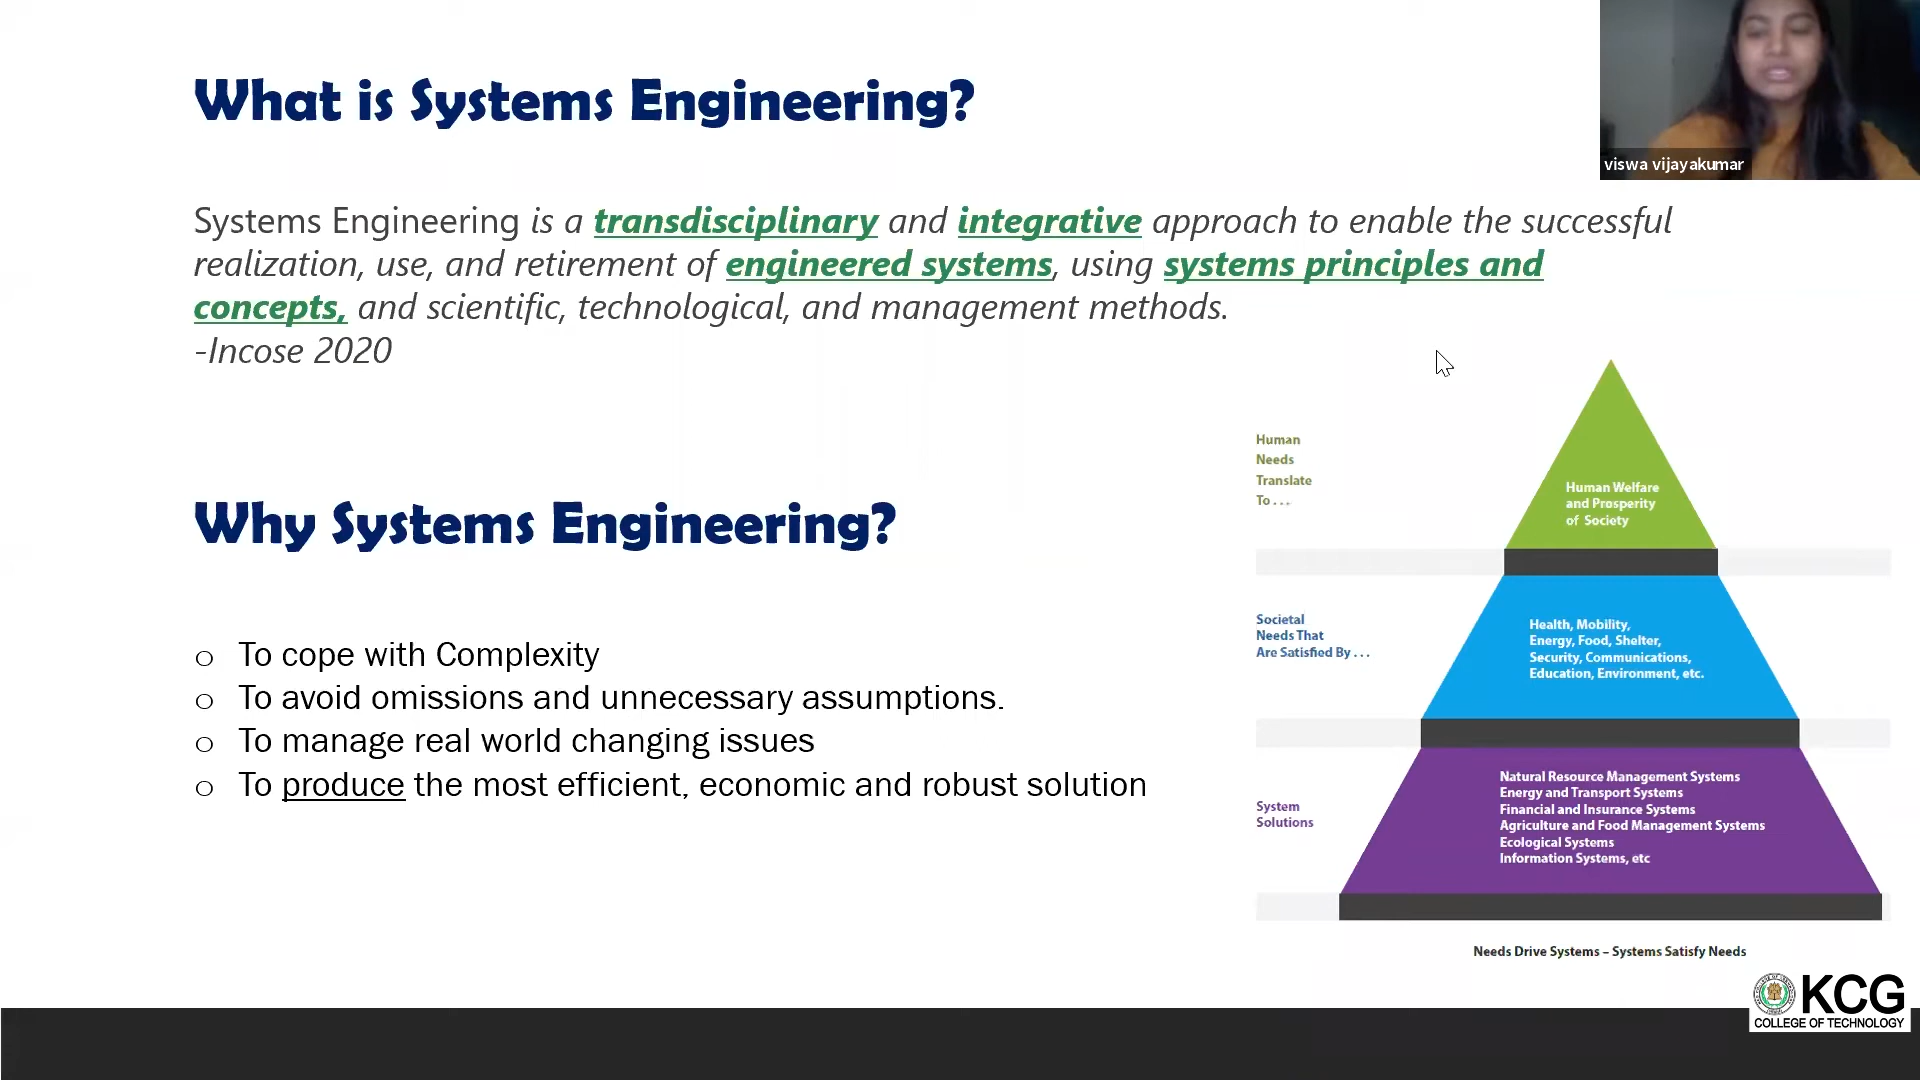 What is Systems Engineering?
viswa vijayakumar
Systems Engineering is a transdisciplinary and integrative approach to enable the successful
realization, use, and retirement of engineered systems, using systems principles and
concepts, and scientific, technological, and management methods.
-Incose 2020
Why Systems Engineering?
o To cope with Complexity
o To avoid omissions and unnecessary assumptions.
o To manage real world changing issues
o To produce the most efficient, economic and robust solution
Human
Needs
Translate
To . . .
Human Welfare
and Prosperity
of Society
Societal
Needs That
Are Satisfied By . . .
Health, Mobility,
Energy, Food, Shelter,
Security, Communications,
Education, Environment, etc.
System
Solutions
Natural Resource Management Systems
Energy and Transport Systems
Financial and Insurance Systems
Agriculture and Food Management Systems
Ecological Systems
Information Systems, etc
Needs Drive Systems – Systems Satisfy Needs
KCG
COLLEGE OF TECHNOLOGY